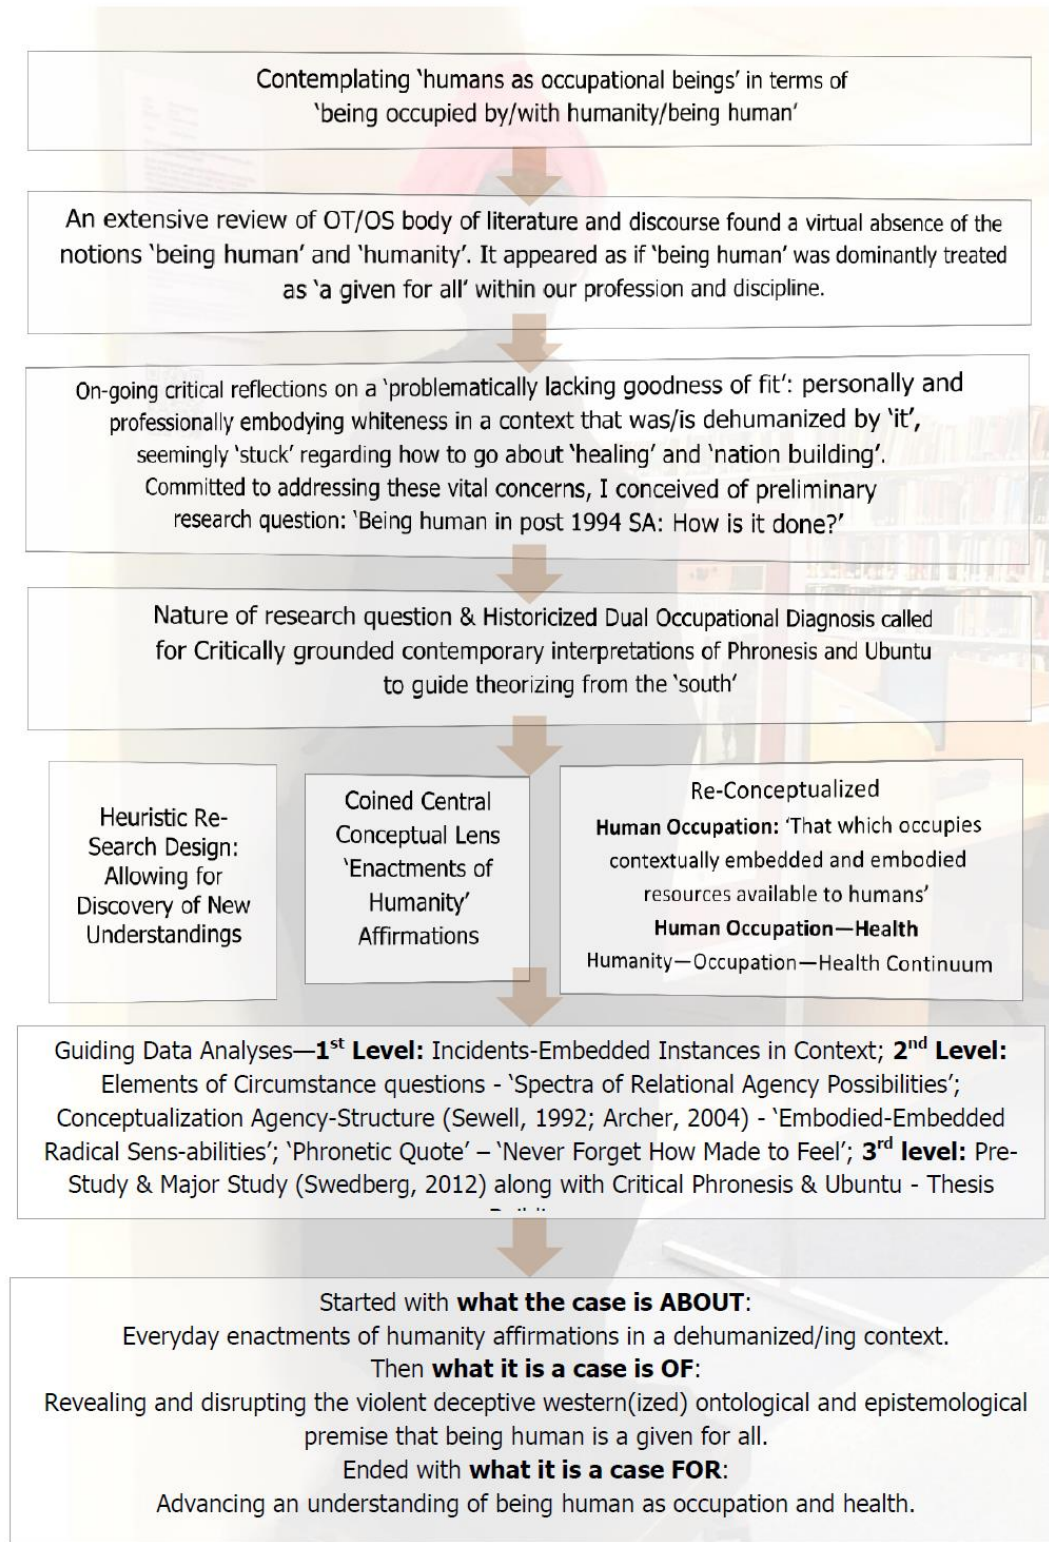 Contemplating ‘humans as occupational beings’ in terms of
‘being occupied by/with humanity/being human’
An extensive review of OT/OS body of literature and discourse found a virtual absence of the
notions ‘being human’ and ‘humanity’. It appeared as if ‘being human’ was dominantly treated
as ‘a given for all’ within our profession and discipline.
On-going critical reflections on a ‘problematically lacking goodness of fit’: personally and
professionally embodying whiteness in a context that was/is dehumanized by ‘it’,
seemingly ‘stuck’ regarding how to go about ‘healing’ and ‘nation building’.
Committed to addressing these vital concerns, I conceived of preliminary
research question: ‘Being human in post 1994 SA: How is it done?’
Nature of research question & Historicized Dual Occupational Diagnosis called
for Critically grounded contemporary interpretations of Phronesis and Ubuntu
to guide theorizing from the ‘south’
Heuristic Re-
Search Design:
Allowing for
Discovery of New
Understandings
Coined Central
Conceptual Lens
‘Enactments of
Humanity’
Affirmations
Re-Conceptualized
Human Occupation: ‘That which occupies
contextually embedded and embodied
resources available to humans’
Human Occupation—Health
Humanity—Occupation—Health Continuum
Guiding Data Analyses—1st Level: Incidents-Embedded Instances in Context; 2nd Level:
Elements of Circumstance questions - ‘Spectra of Relational Agency Possibilities’;
Conceptualization Agency-Structure (Sewell, 1992; Archer, 2004) - ‘Embodied-Embedded
Radical Sens-abilities’; ‘Phronetic Quote’ – ‘Never Forget How Made to Feel’; 3rd level: Pre-
Study & Major Study (Swedberg, 2012) along with Critical Phronesis & Ubuntu - Thesis
Started with what the case is ABOUT:
Everyday enactments of humanity affirmations in a dehumanized/ing context.
Then what it is a case is OF:
Revealing and disrupting the violent deceptive western(ized) ontological and epistemological
premise that being human is a given for all.
Ended with what it is a case FOR:
Advancing an understanding of being human as occupation and health.